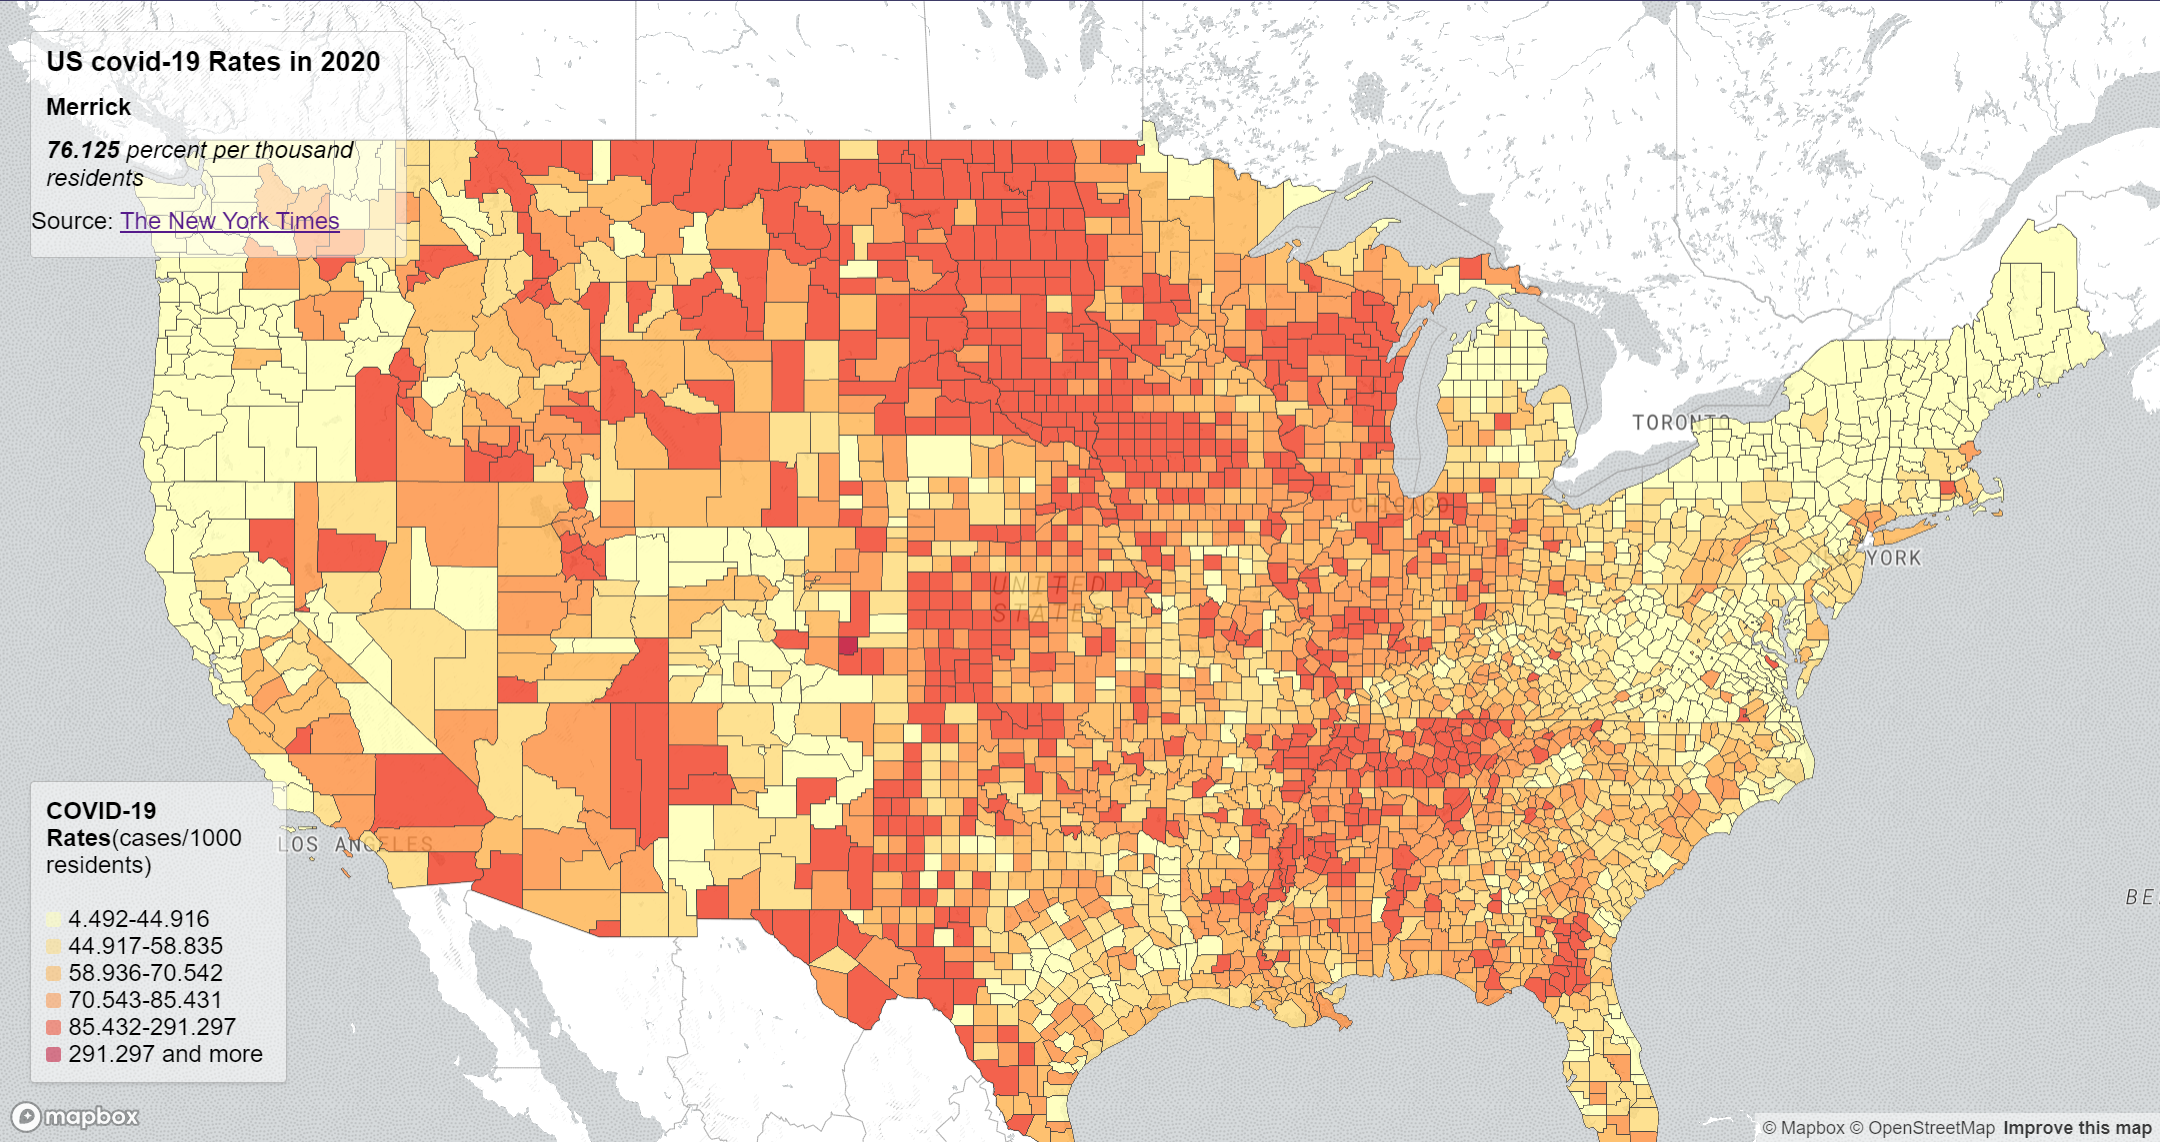 US covid-19 Rates in 2020
Merrick
76.125 percent per thousand
residents
Source: The New York Times
TORONTO
CHICAGO
YORK
UNITED
STATES
LOS ANGELES
BE
COVID-19
Rates(cases/1000
residents)
4.492-44.916
44.917-58.835
58.936-70.542
70.543-85.431
85.432-291.297
291.297 and more
mapbox
© Mapbox © OpenStreetMap Improve this map